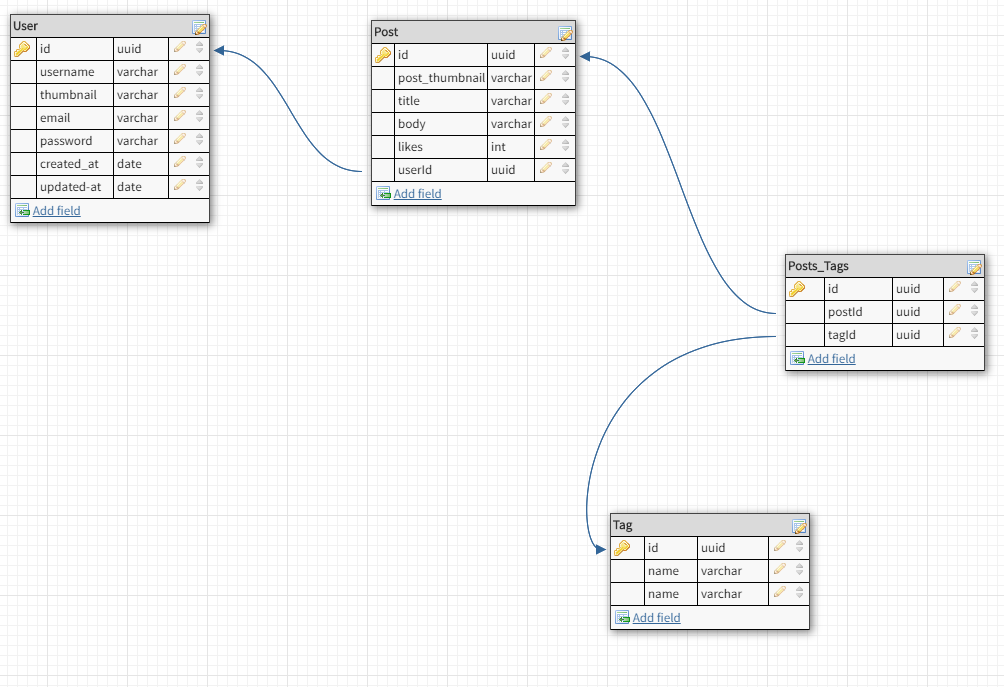 User
id uuid
username varchar
thumbnail varchar
email varchar
password varchar
created_at date
updated-at date
Add field
Post
id uuid
post_thumbnail varchar
title varchar
body varchar
likes int
userId uuid
Add field
Posts_Tags
id uuid
postId uuid
tagId uuid
Add field
Tag
id uuid
name varchar
name varchar
Add field